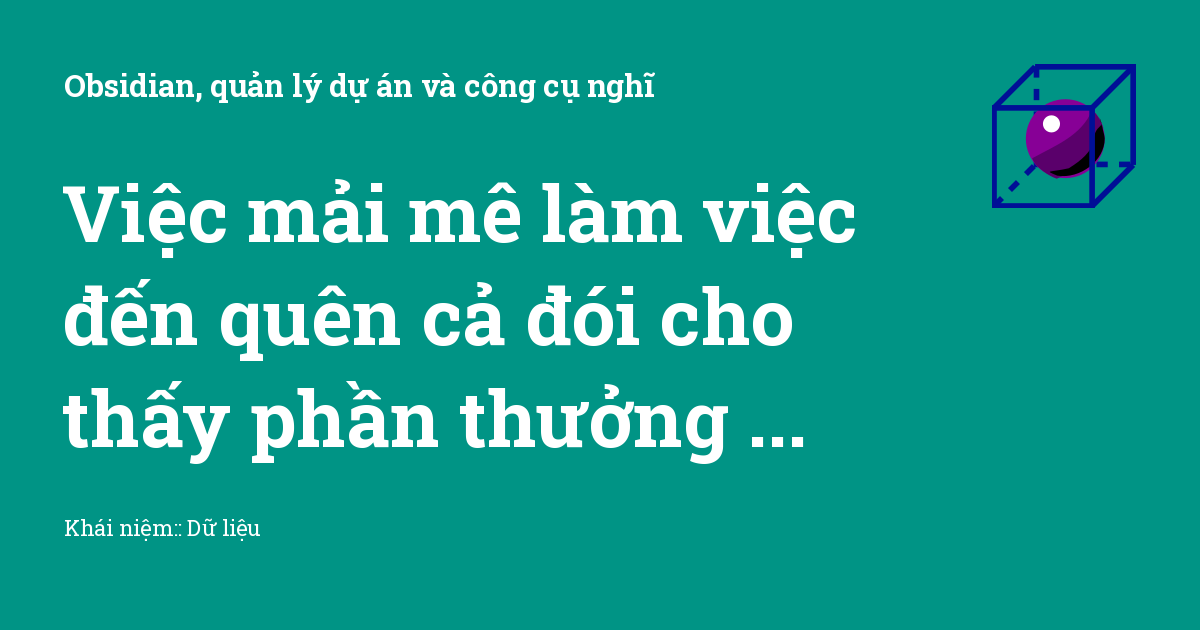 Obsidian, quản lý dự án và công cụ nghĩ
Việc mải mê làm việc
đến quên cả đói cho
thấy phần thưởng ...
Khái niệm:: Dữ liệu